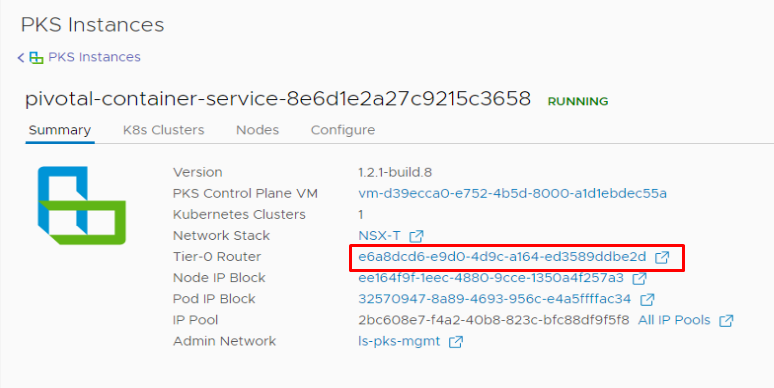 PKS Instances
< PKS Instances
pivotal-container-service-8e6d1e2a27c9215c3658 RUNNING
Summary K8s Clusters Nodes Configure
Version 1.2.1-build.8
PKS Control Plane VM vm-d39ecca0-e752-4b5d-8000-a1d1ebdec55a
Kubernetes Clusters 1
Network Stack NSX-T
Tier-0 Router e6a8dcd6-e9d0-4d9c-a164-ed3589ddbe2d
Node IP Block ee164f9f-1eec-4880-9cce-1350a4f257a3
Pod IP Block 32570947-8a89-4693-956c-e4a5ffffac34
IP Pool 2bc608e7-f4a2-40b8-823c-bfc88df9f5f8 All IP Pools
Admin Network ls-pks-mgmt